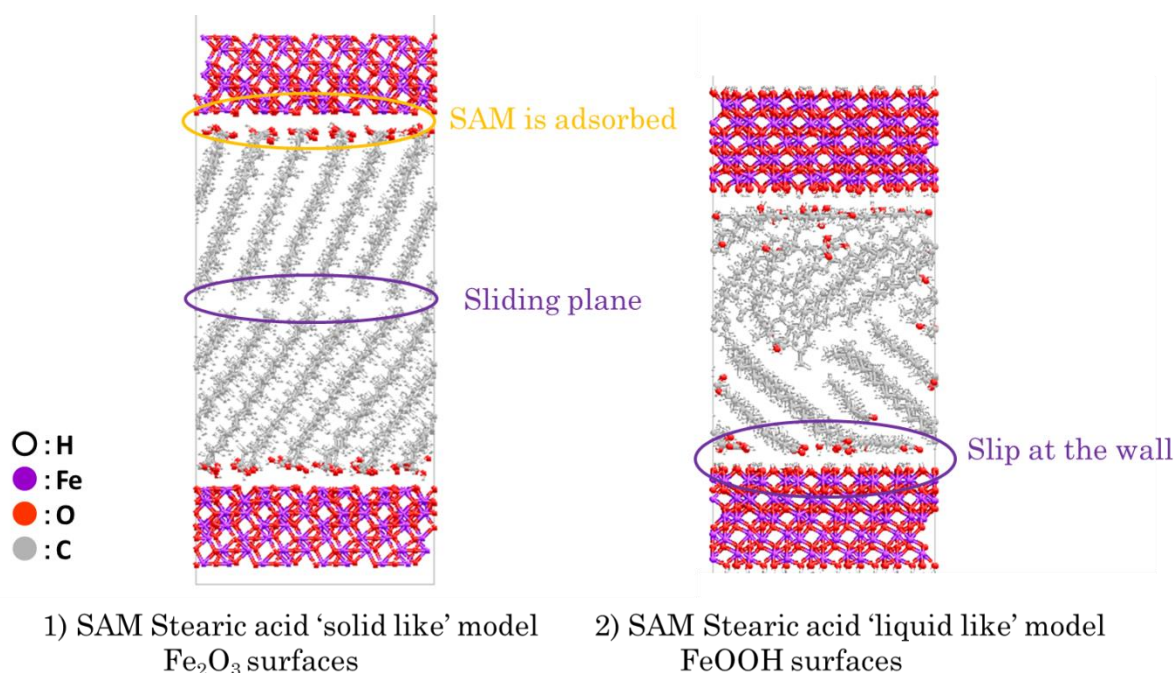 SAM is adsorbed
Sliding plane
Slip at the wall
: H
: Fe
: O
: C
1) SAM Stearic acid ‘solid like’ model
Fe₂O₃ surfaces
2) SAM Stearic acid ‘liquid like’ model
FeOOH surfaces